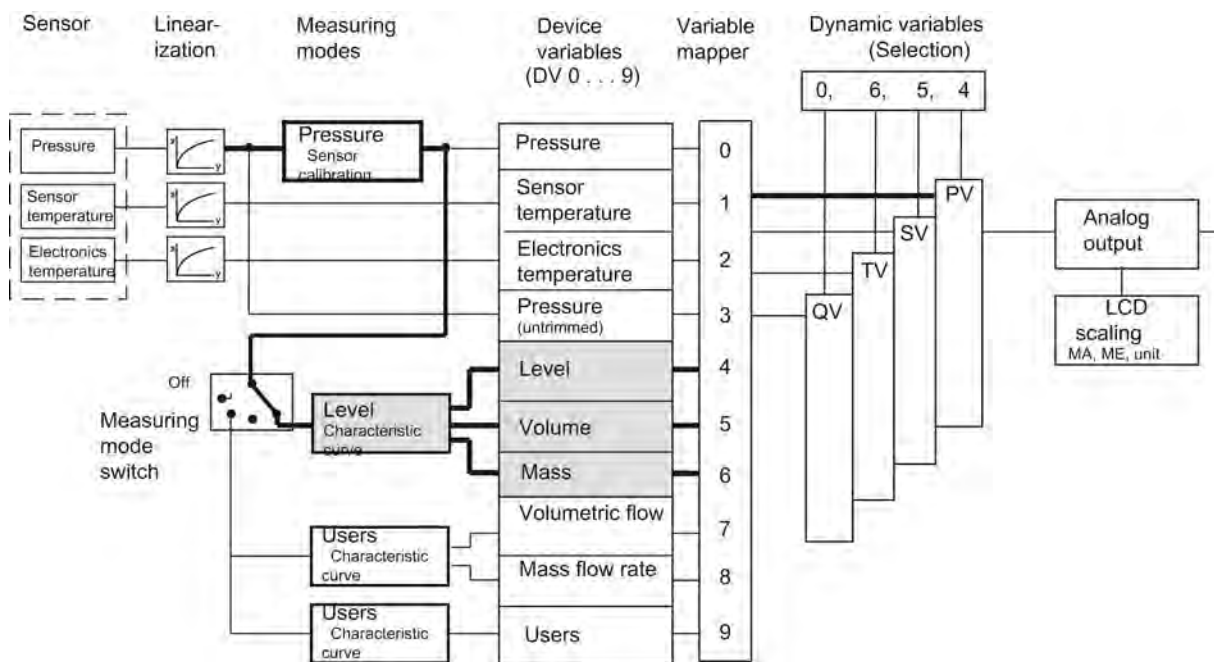 Sensor
Linear-
ization
Measuring
modes
Device
variables
(DV 0 . . . 9)
Variable
mapper
Dynamic variables
(Selection)
0, 6, 5, 4
Pressure
x
y
Pressure
Sensor
calibration
Pressure
0
Sensor
temperature
x
y
Sensor
temperature
1
Electronics
temperature
x
y
Electronics
temperature
2
Pressure
(untrimmed)
3
PV
SV
TV
QV
Analog
output
LCD
scaling
MA, ME, unit
Off
Measuring
mode
switch
Level
Characteristic
curve
Level
4
Volume
5
Mass
6
Users
Characteristic
curve
Volumetric flow
7
Mass flow rate
8
Users
Characteristic
curve
Users
9